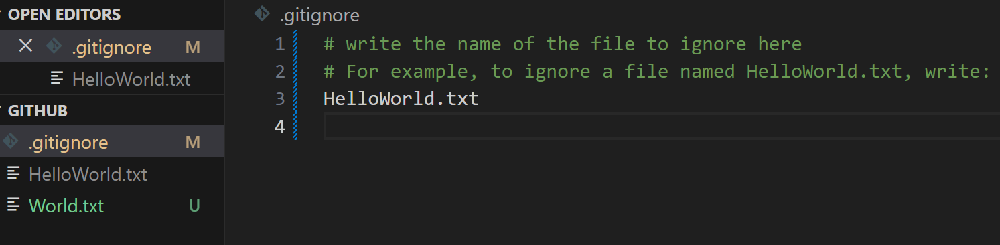 OPEN EDITORS
.gitignore M
HelloWorld.txt
GITHUB
.gitignore M
HelloWorld.txt
World.txt U
.gitignore
1 # write the name of the file to ignore here
2 # For example, to ignore a file named HelloWorld.txt, write:
3 HelloWorld.txt
4